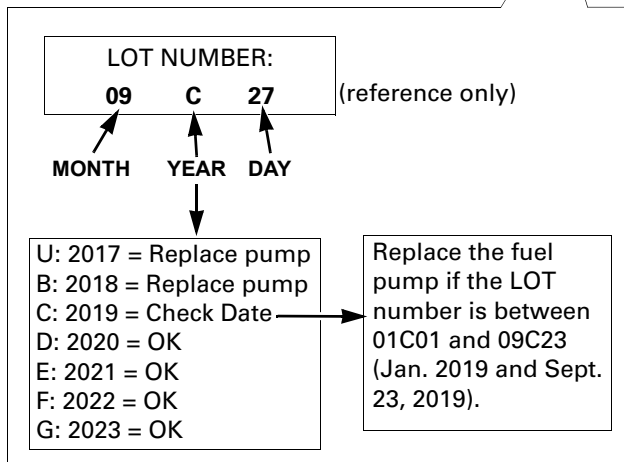 LOT NUMBER:
09 C 27
(reference only)
MONTH YEAR DAY
U: 2017 = Replace pump
B: 2018 = Replace pump
C: 2019 = Check Date
D: 2020 = OK
E: 2021 = OK
F: 2022 = OK
G: 2023 = OK
Replace the fuel
pump if the LOT
number is between
01C01 and 09C23
(Jan. 2019 and Sept.
23, 2019).